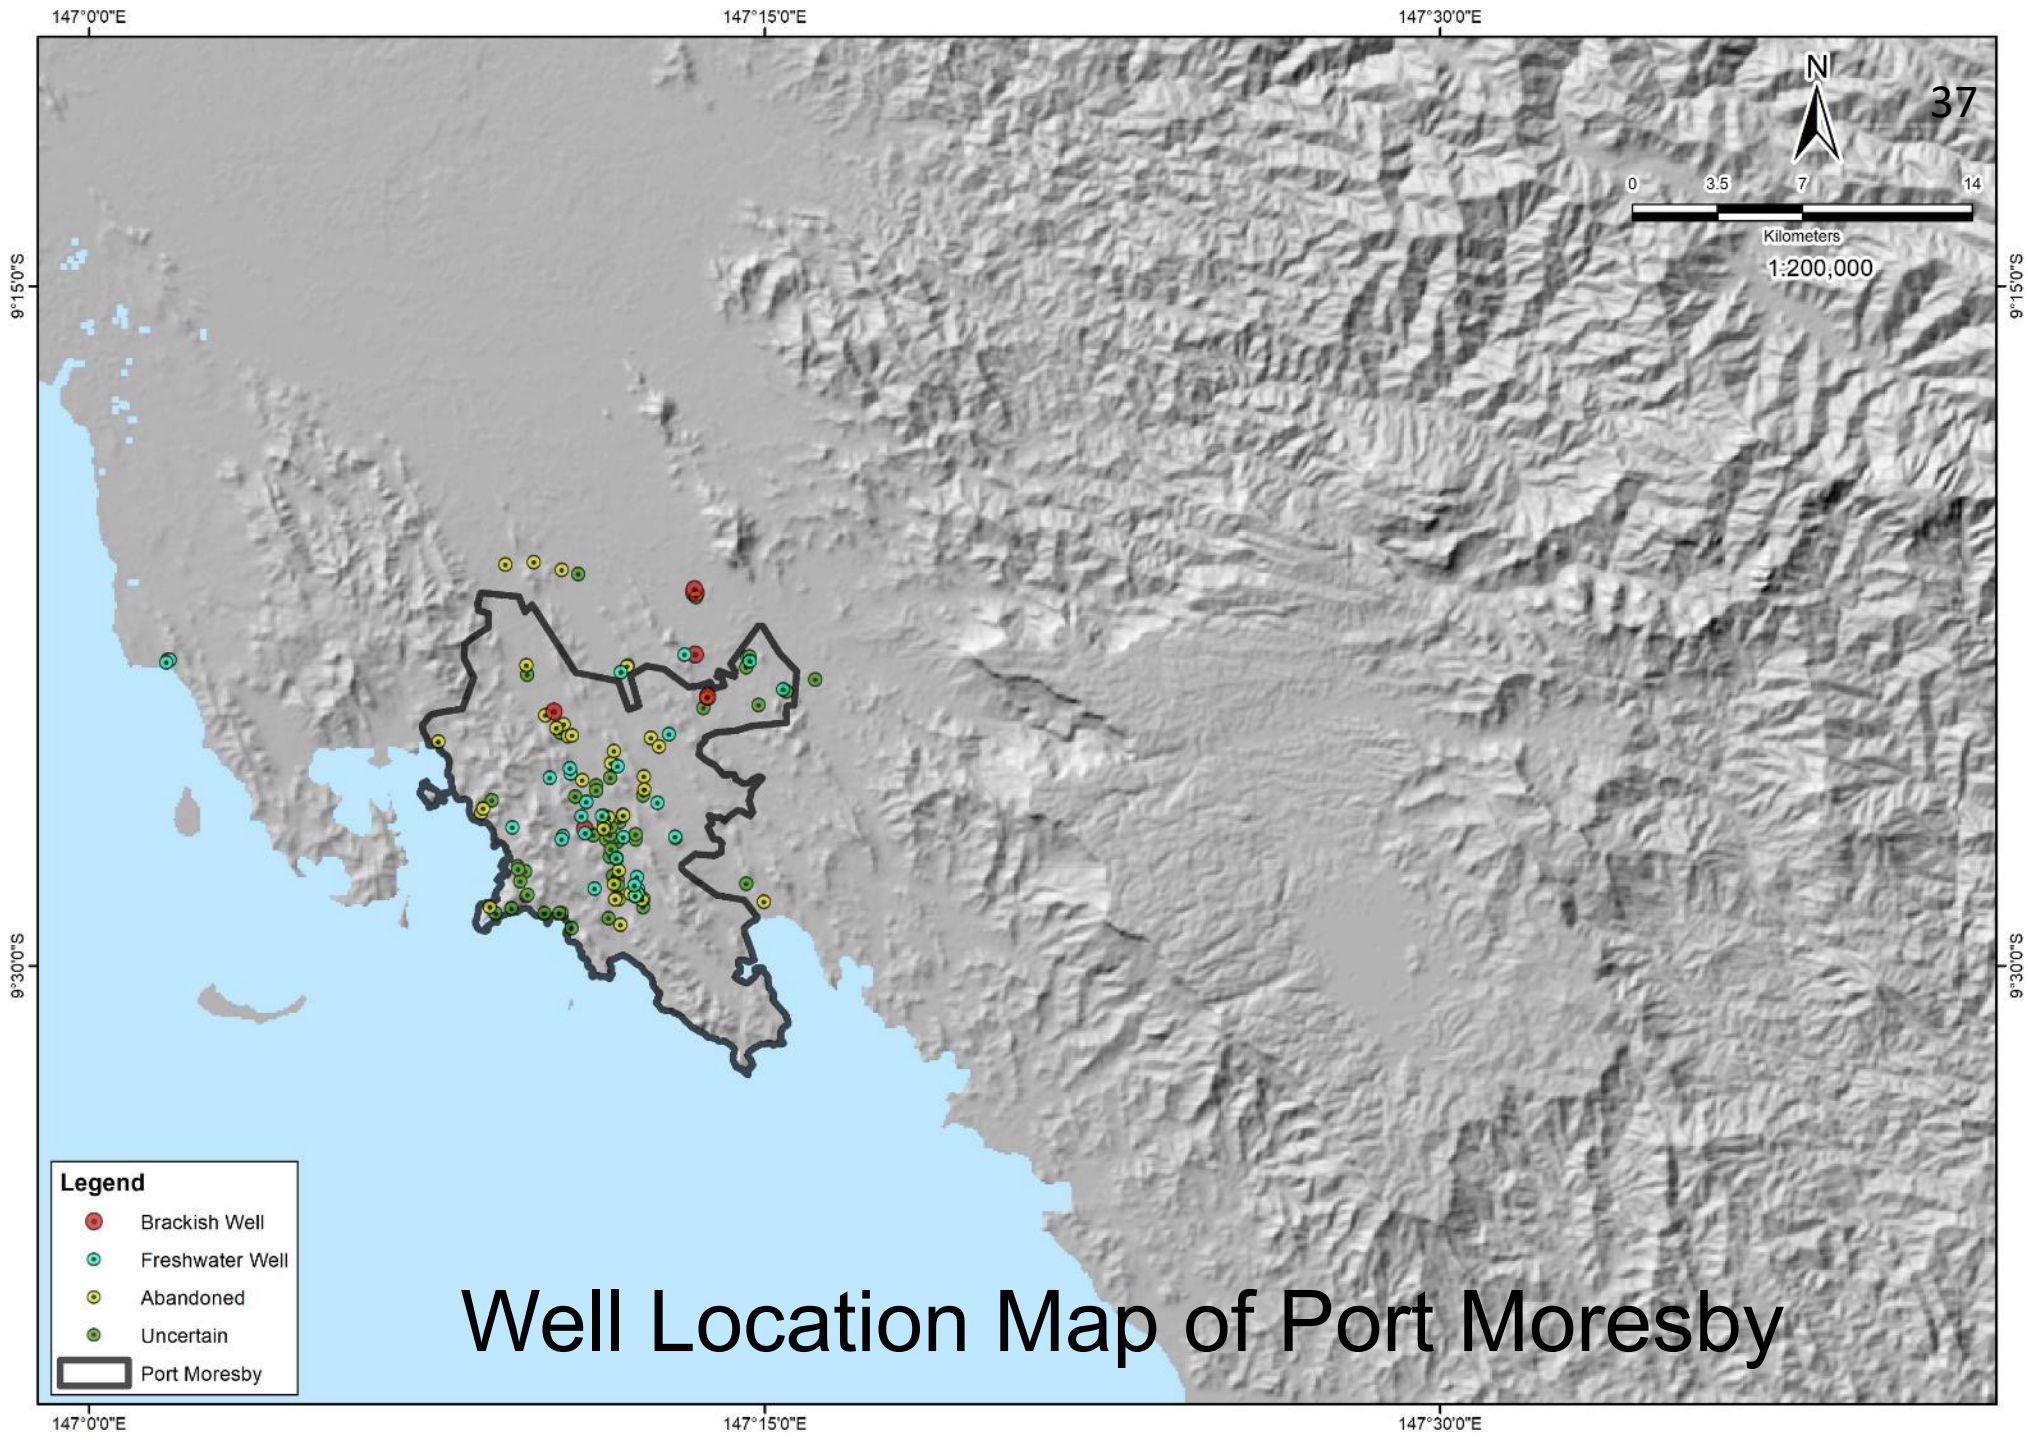 147°0'0"E
147°15'0"E
147°30'0"E
N
37
0 3.5 7 14
Kilometers
1:200,000
9°15'0"S
9°15'0"S
9°30'0"S
9°30'0"S
Legend
Brackish Well
Freshwater Well
Abandoned
Uncertain
Port Moresby
Well Location Map of Port Moresby
147°0'0"E
147°15'0"E
147°30'0"E